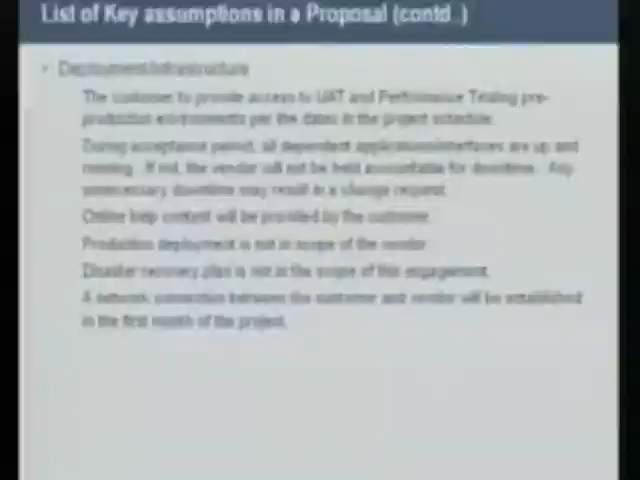 List of Key assumptions in a Proposal (contd..)
• Deployment/Infrastructure
The customer to provide access to UAT and Performance Testing pre-
production environments per the dates in the project schedule.
During acceptance period, all dependent applications/interfaces are up and
running. If not, the vendor will not be held accountable for downtime. Any
unnecessary downtime may result in a change request.
Online help content will be provided by the customer.
Production deployment is not in scope of the vendor.
Disaster recovery plan is not in the scope of this engagement.
A network connection between the customer and vendor will be established
in the first month of the project.